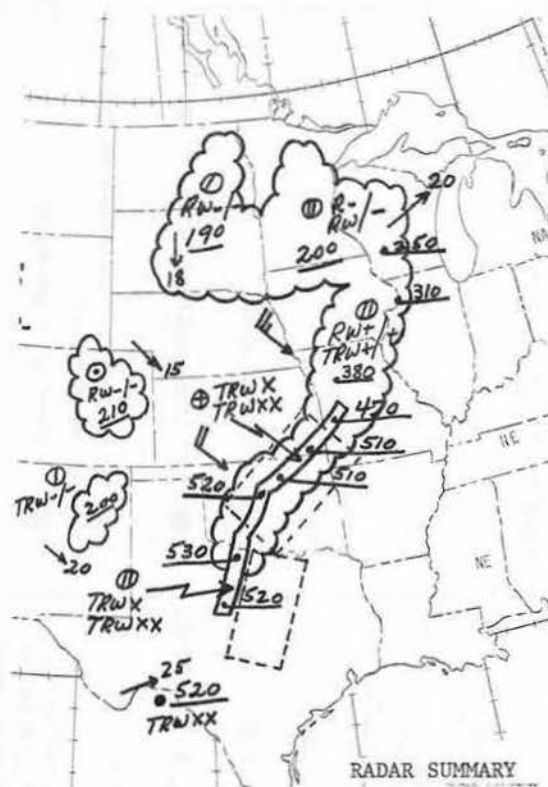 RW-/-
190
18
R-
RW/-
200
20
250
310
RW+
TRW+/+
380
15
RW-/-
210
TRWX
TRWXX
470
510
510
520
TRW-/-
200
20
530
TRWX
TRWXX
520
25
520
TRWXX
NE
NE
NA
RADAR SUMMARY